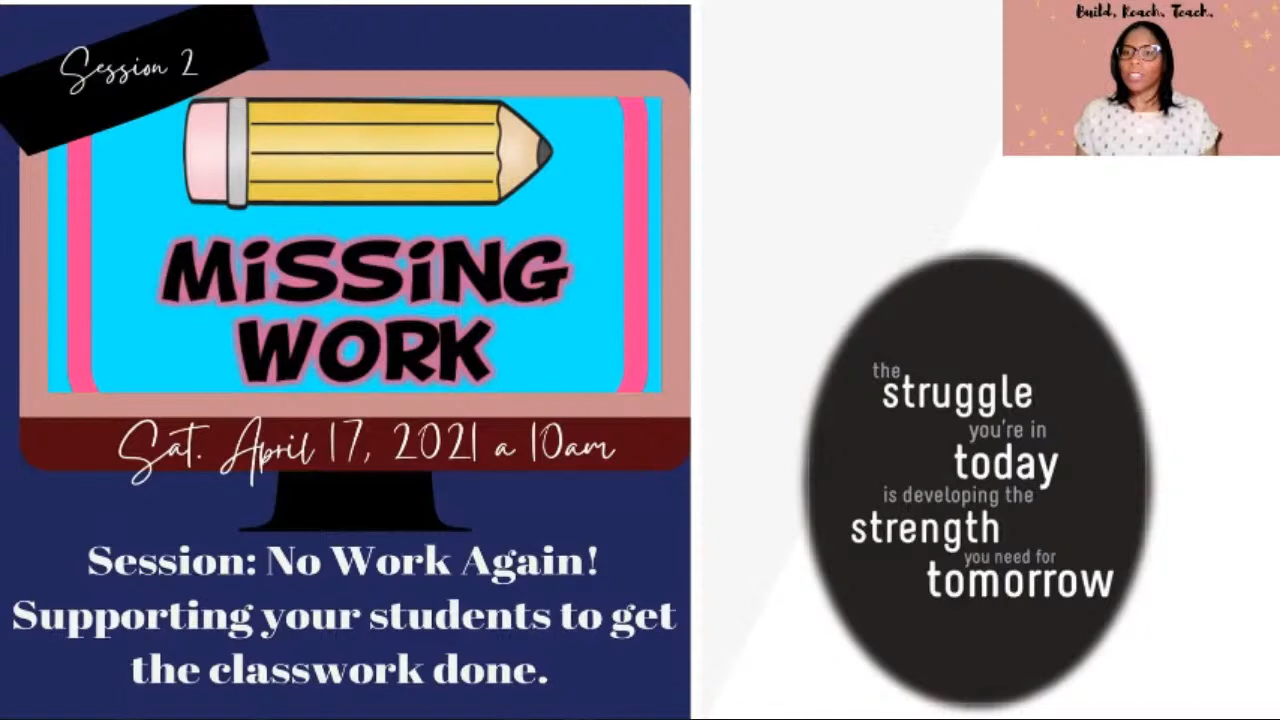 Session 2
MiSSiNG
WORK
Sat. April 17, 2021 a 10am
Session: No Work Again!
Supporting your students to get
the classwork done.
Build. Reach. Teach.
the
struggle
you're in
today
is developing the
strength
you need for
tomorrow